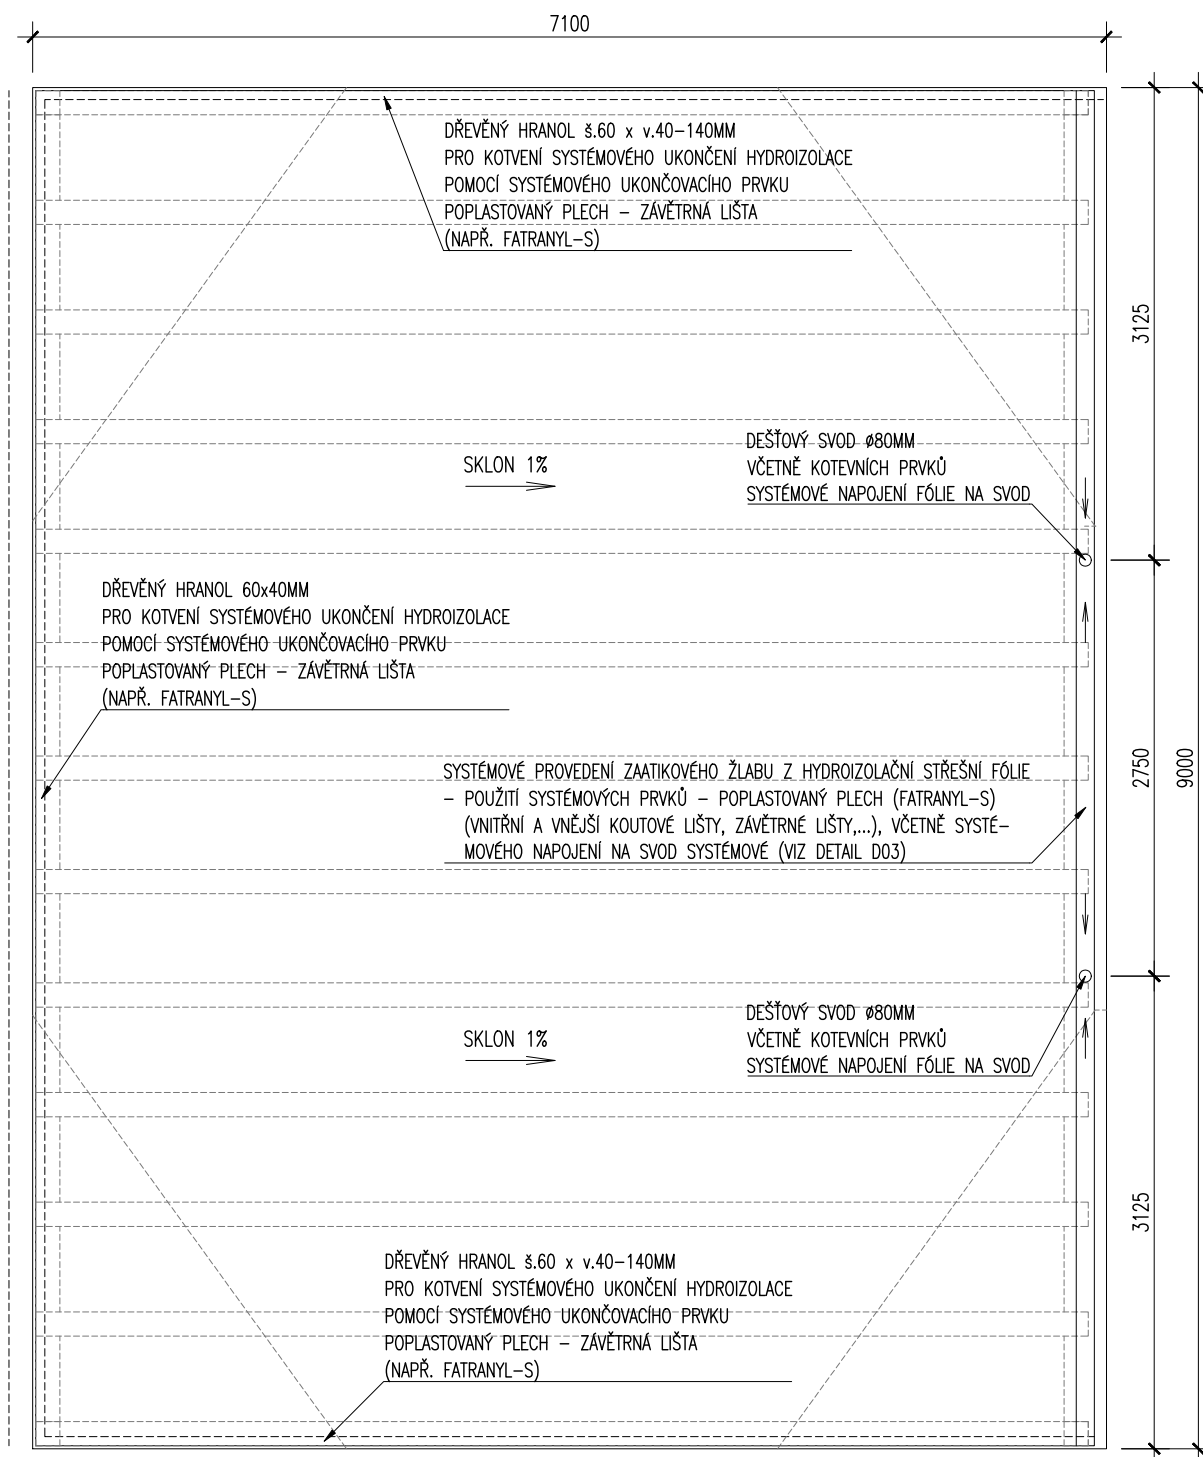 7100
DŘEVĚNÝ HRANOL š.60 x v.40-140MM
PRO KOTVENÍ SYSTÉMOVÉHO UKONČENÍ HYDROIZOLACE
POMOCÍ SYSTÉMOVÉHO UKONČOVACÍHO PRVKU
POPLASTOVANÝ PLECH - ZÁVĚTRNÁ LIŠTA
(NAPŘ. FATRANYL-S)
3125
SKLON 1%
DEŠŤOVÝ SVOD ø80MM
VČETNĚ KOTEVNÍCH PRVKŮ
SYSTÉMOVÉ NAPOJENÍ FÓLIE NA SVOD
DŘEVĚNÝ HRANOL 60x40MM
PRO KOTVENÍ SYSTÉMOVÉHO UKONČENÍ HYDROIZOLACE
POMOCÍ SYSTÉMOVÉHO UKONČOVACÍHO PRVKU
POPLASTOVANÝ PLECH - ZÁVĚTRNÁ LIŠTA
(NAPŘ. FATRANYL-S)
2750
9000
SYSTÉMOVÉ PROVEDENÍ ZAATIKOVÉHO ŽLABU Z HYDROIZOLAČNÍ STŘEŠNÍ FÓLIE
- POUŽITÍ SYSTÉMOVÝCH PRVKŮ - POPLASTOVANÝ PLECH (FATRANYL-S)
(VNITŘNÍ A VNĚJŠÍ KOUTOVÉ LIŠTY, ZÁVĚTRNÉ LIŠTY,...), VČETNĚ SYSTÉ-
MOVÉHO NAPOJENÍ NA SVOD SYSTÉMOVÉ (VIZ DETAIL D03)
DEŠŤOVÝ SVOD ø80MM
VČETNĚ KOTEVNÍCH PRVKŮ
SYSTÉMOVÉ NAPOJENÍ FÓLIE NA SVOD
SKLON 1%
3125
DŘEVĚNÝ HRANOL š.60 x v.40-140MM
PRO KOTVENÍ SYSTÉMOVÉHO UKONČENÍ HYDROIZOLACE
POMOCÍ SYSTÉMOVÉHO UKONČOVACÍHO PRVKU
POPLASTOVANÝ PLECH - ZÁVĚTRNÁ LIŠTA
(NAPŘ. FATRANYL-S)